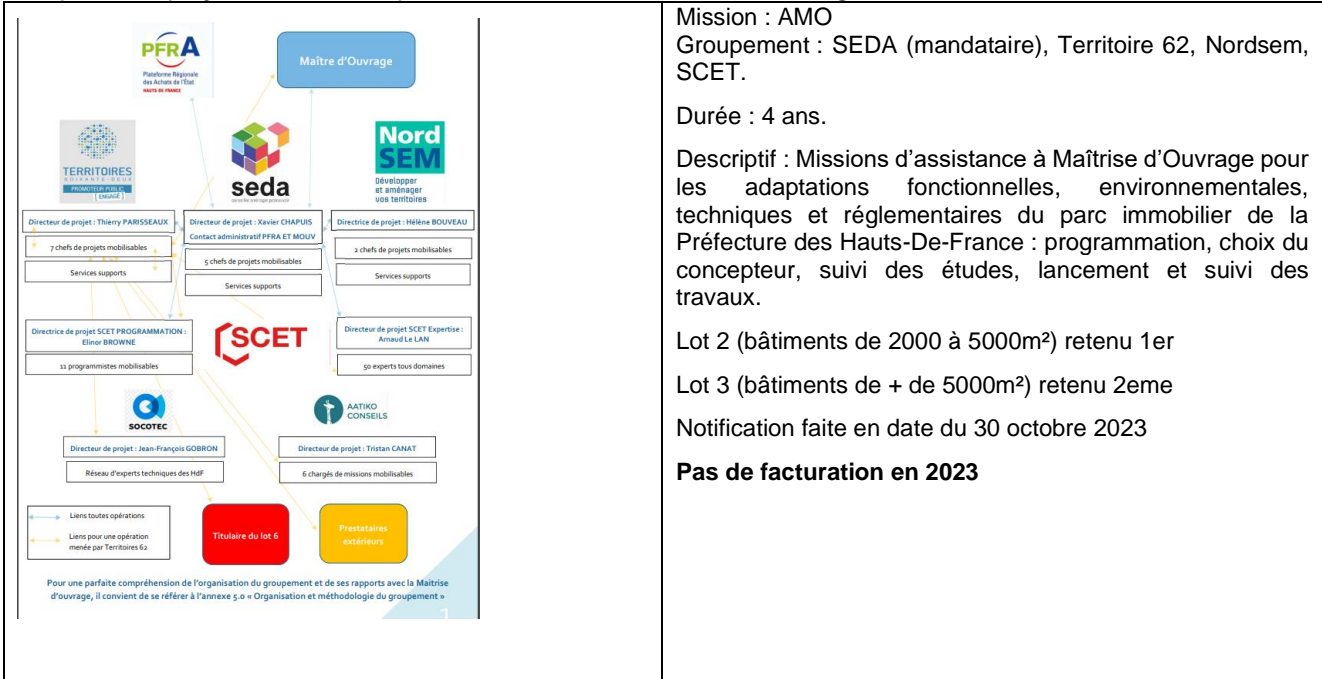 PFRA
Plateforme Régionale
des Achats de l'État
HAUTS-DE-FRANCE
Maître d'Ouvrage
TERRITOIRES
SOIXANTE-DEUX
PROMOTEUR PUBLIC
[ENGAGÉ]
seda
conseiller aménager promouvoir
Nord
SEM
Développer
et aménager
vos territoires
Directeur de projet : Thierry PARISSEAUX
7 chefs de projets mobilisables
Services supports
Directeur de projet : Xavier CHAPUIS
Contact administratif PFRA ET MOUV
5 chefs de projets mobilisables
Services supports
Directrice de projet : Hélène BOUVEAU
2 chefs de projets mobilisables
Services supports
Directrice de projet SCET PROGRAMMATION :
Elinor BROWNE
11 programmistes mobilisables
SCET
Directeur de projet SCET Expertise :
Arnaud Le LAN
50 experts tous domaines
SOCOTEC
AATIKO
CONSEILS
Directeur de projet : Jean-François GOBRON
Réseau d'experts techniques des HdF
Directeur de projet : Tristan CANAT
6 chargés de missions mobilisables
Liens toutes opérations
Liens pour une opération
menée par Territoires 62
Titulaire du lot 6
Prestataires
extérieurs
Pour une parfaite compréhension de l'organisation du groupement et de ses rapports avec la Maitrise
d'ouvrage, il convient de se référer à l'annexe 5.0 « Organisation et méthodologie du groupement »
1
Mission : AMO
Groupement : SEDA (mandataire), Territoire 62, Nordsem,
SCET.
Durée : 4 ans.
Descriptif : Missions d'assistance à Maîtrise d'Ouvrage pour
les adaptations fonctionnelles, environnementales,
techniques et réglementaires du parc immobilier de la
Préfecture des Hauts-De-France : programmation, choix du
concepteur, suivi des études, lancement et suivi des
travaux.
Lot 2 (bâtiments de 2000 à 5000m²) retenu 1er
Lot 3 (bâtiments de + de 5000m²) retenu 2eme
Notification faite en date du 30 octobre 2023
Pas de facturation en 2023